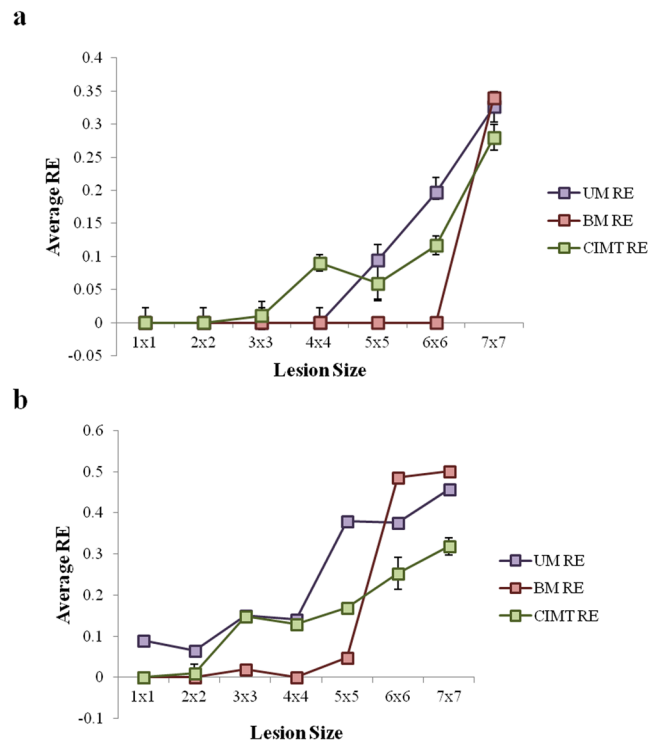 a
0.4
0.35
0.3
0.25
0.2
0.15
0.1
0.05
0
-0.05
Average RE
1x1 2x2 3x3 4x4 5x5 6x6 7x7
Lesion Size
UM RE
BM RE
CIMT RE
b
0.6
0.5
0.4
0.3
0.2
0.1
0
-0.1
Average RE
1x1 2x2 3x3 4x4 5x5 6x6 7x7
Lesion Size
UM RE
BM RE
CIMT RE